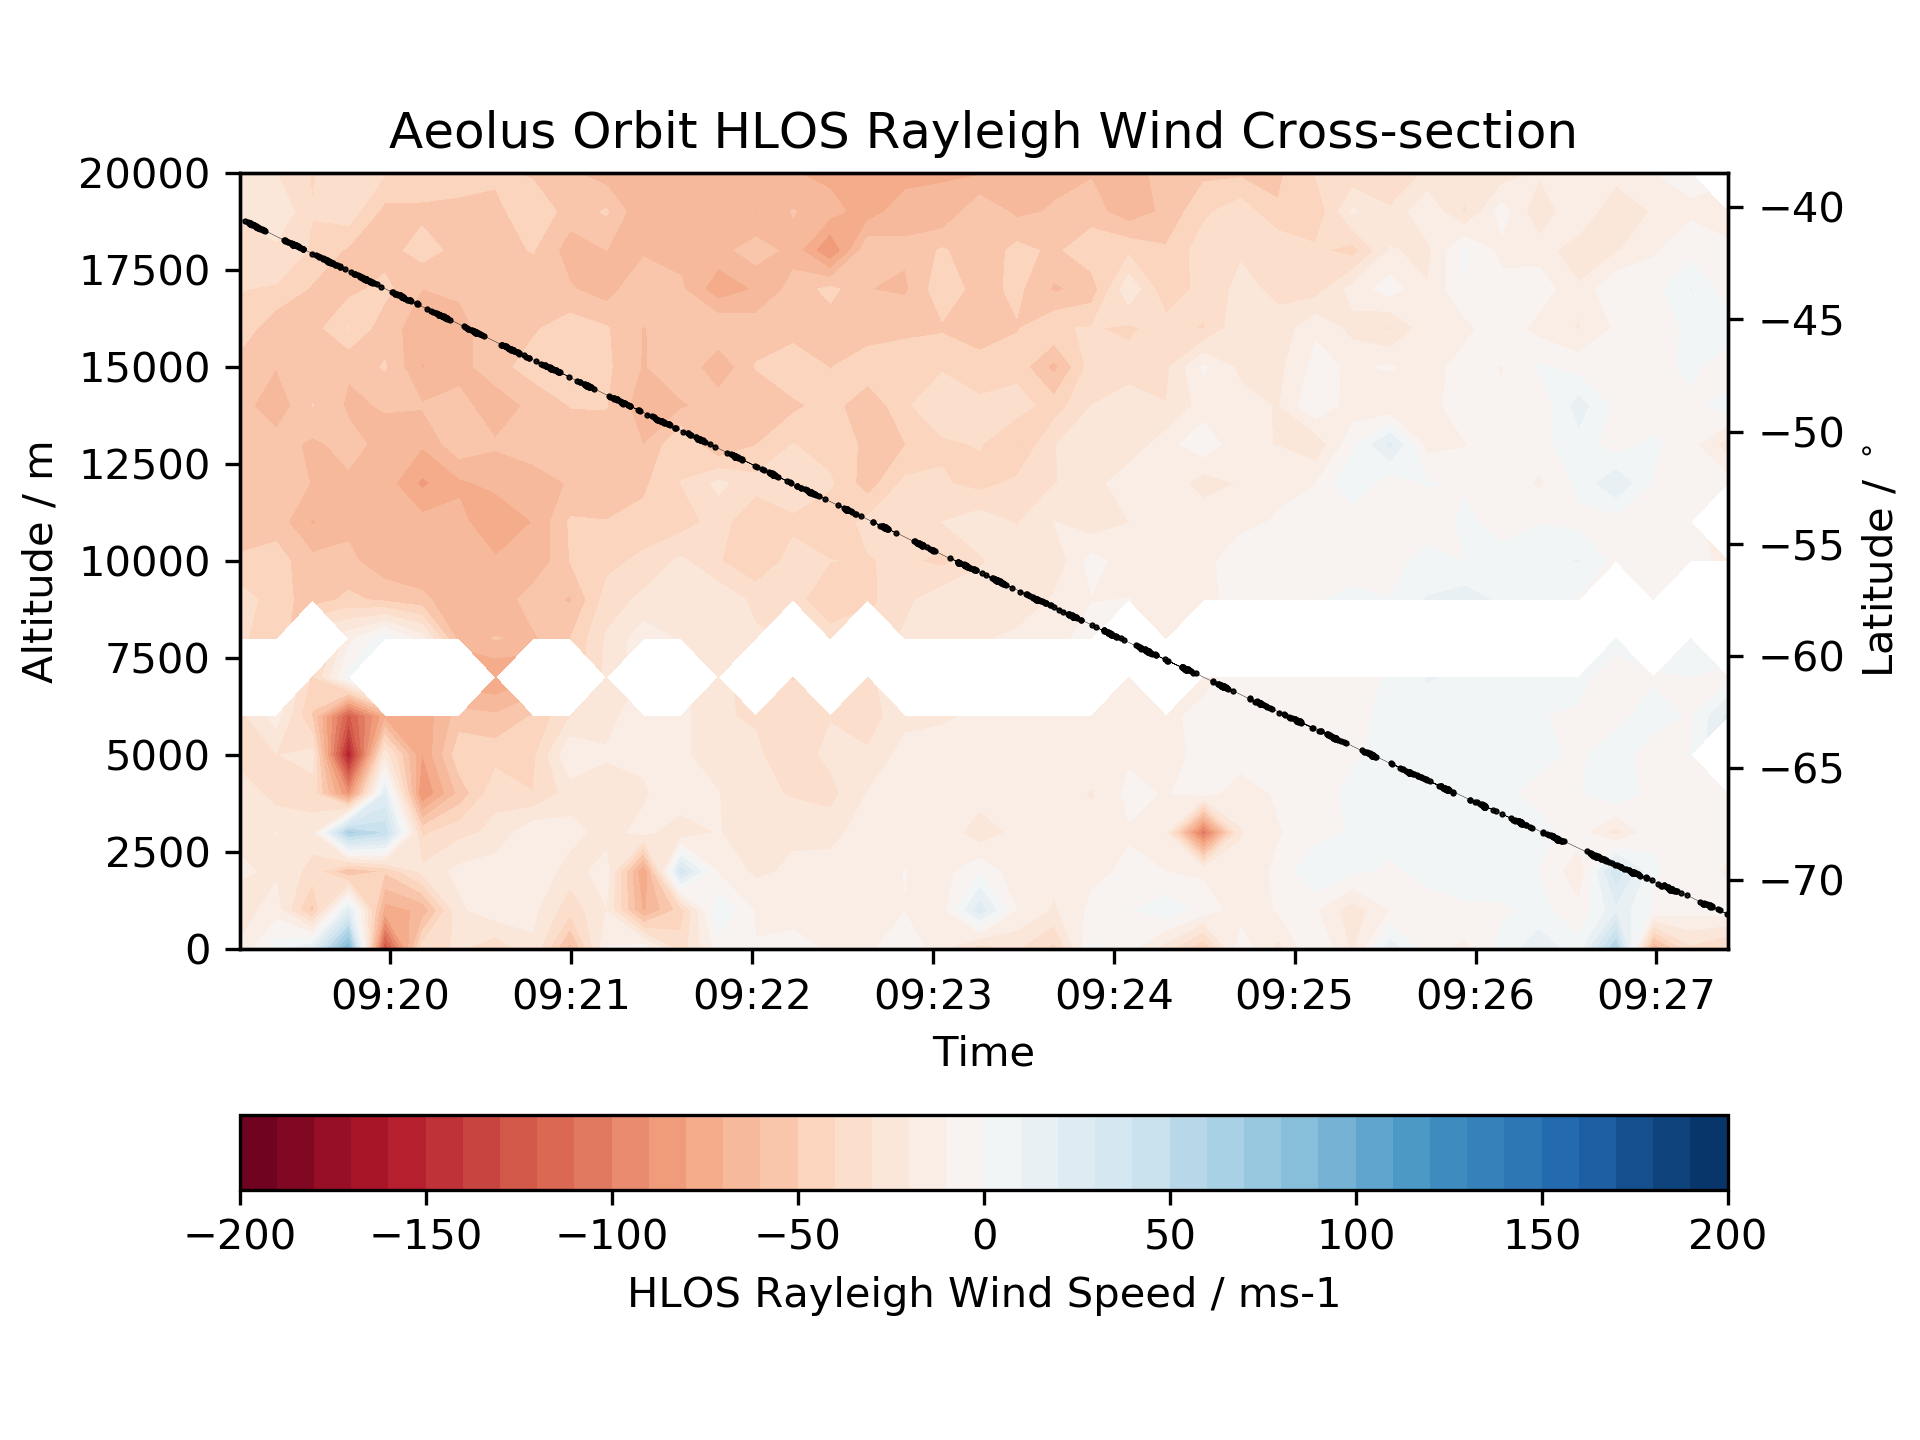 Aeolus Orbit HLOS Rayleigh Wind Cross-section
20000
17500
15000
12500
10000
7500
5000
2500
0
Altitude / m
−40
−45
−50
−55
−60
−65
−70
Latitude / °
09:20 09:21 09:22 09:23 09:24 09:25 09:26 09:27
Time
−200 −150 −100 −50 0 50 100 150 200
HLOS Rayleigh Wind Speed / ms-1